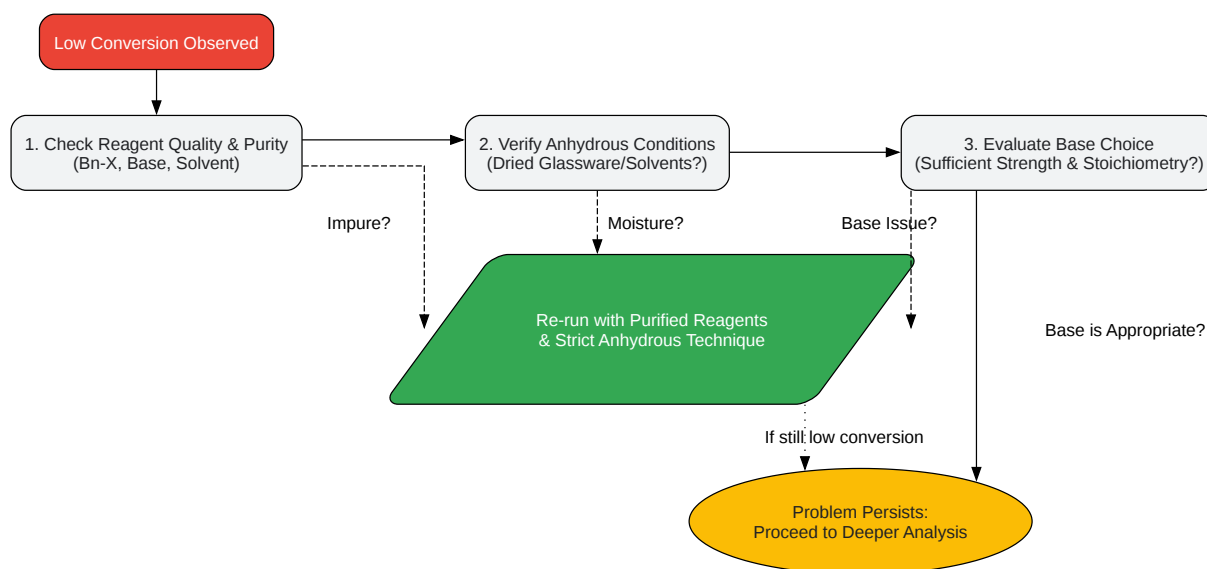 Low Conversion Observed
1. Check Reagent Quality & Purity
(Bn-X, Base, Solvent)
2. Verify Anhydrous Conditions
(Dried Glassware/Solvents?)
3. Evaluate Base Choice
(Sufficient Strength & Stoichiometry?)
Impure?
Moisture?
Base Issue?
Re-run with Purified Reagents
& Strict Anhydrous Technique
Base is Appropriate?
If still low conversion
Problem Persists:
Proceed to Deeper Analysis